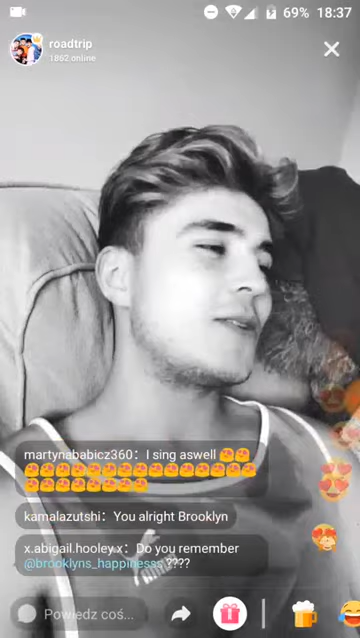 69% 18:37
roadtrip
1862 online
martynababicz360: I sing aswell
kamalazutshi: You alright Brooklyn
x.abigail.hooley.x: Do you remember
@brooklyns_happinesss ????
Powiedz coś...